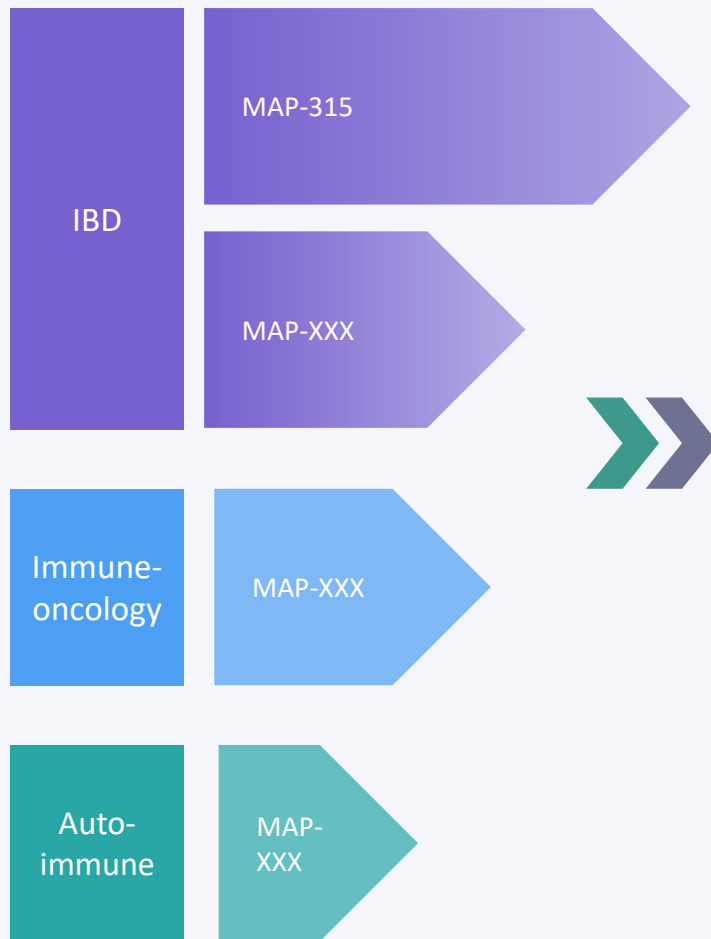 IBD
MAP-315
MAP-XXX
Immune-
oncology
MAP-XXX
Auto-
immune
MAP-
XXX